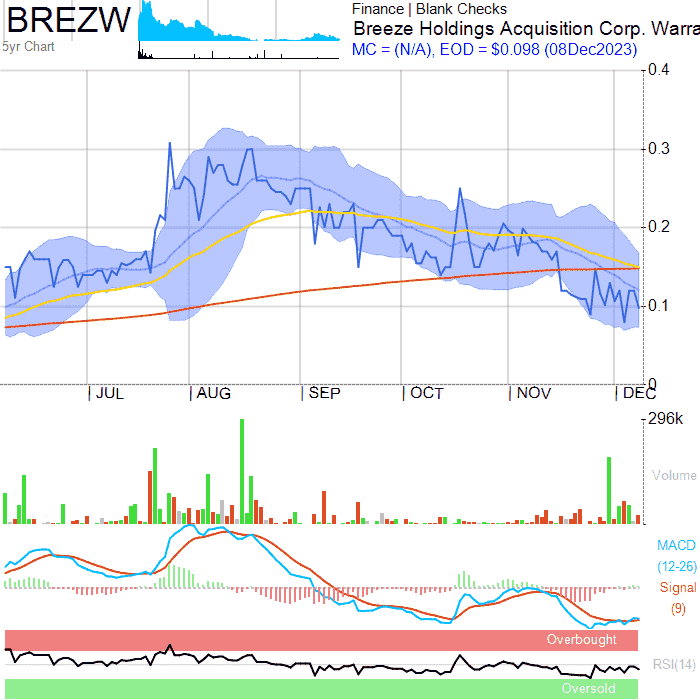 BREZW
5yr Chart
Finance | Blank Checks
Breeze Holdings Acquisition Corp. Warra
MC = (N/A), EOD = $0.098 (08Dec2023)
0.4
0.3
0.2
0.1
0
JUL
AUG
SEP
OCT
NOV
DEC
296k
Volume
MACD
(12-26)
Signal
(9)
Overbought
RSI(14)
Oversold